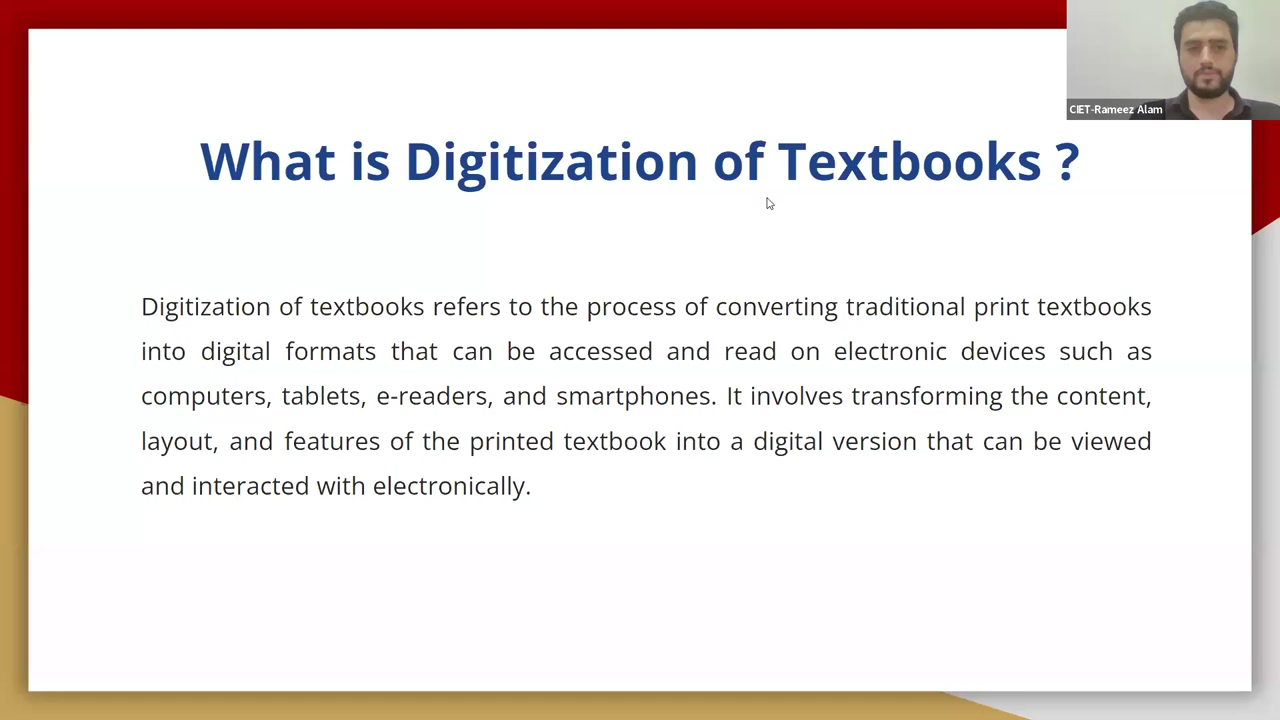 CIET-Rameez Alam
What is Digitization of Textbooks ?
Digitization of textbooks refers to the process of converting traditional print textbooks
into digital formats that can be accessed and read on electronic devices such as
computers, tablets, e-readers, and smartphones. It involves transforming the content,
layout, and features of the printed textbook into a digital version that can be viewed
and interacted with electronically.